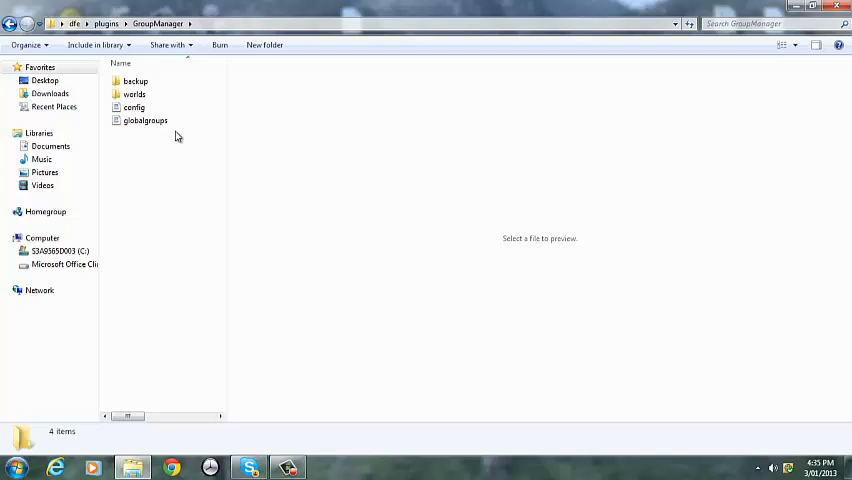 dfe plugins GroupManager
Search GroupManager
Organize Include in library Share with Burn New folder
Favorites
Desktop
Downloads
Recent Places
Libraries
Documents
Music
Pictures
Videos
Homegroup
Computer
S3A9565D003 (C:)
Microsoft Office Cli
Network
Name
backup
worlds
config
globalgroups
Select a file to preview.
4 items
4:35 PM
3/01/2013